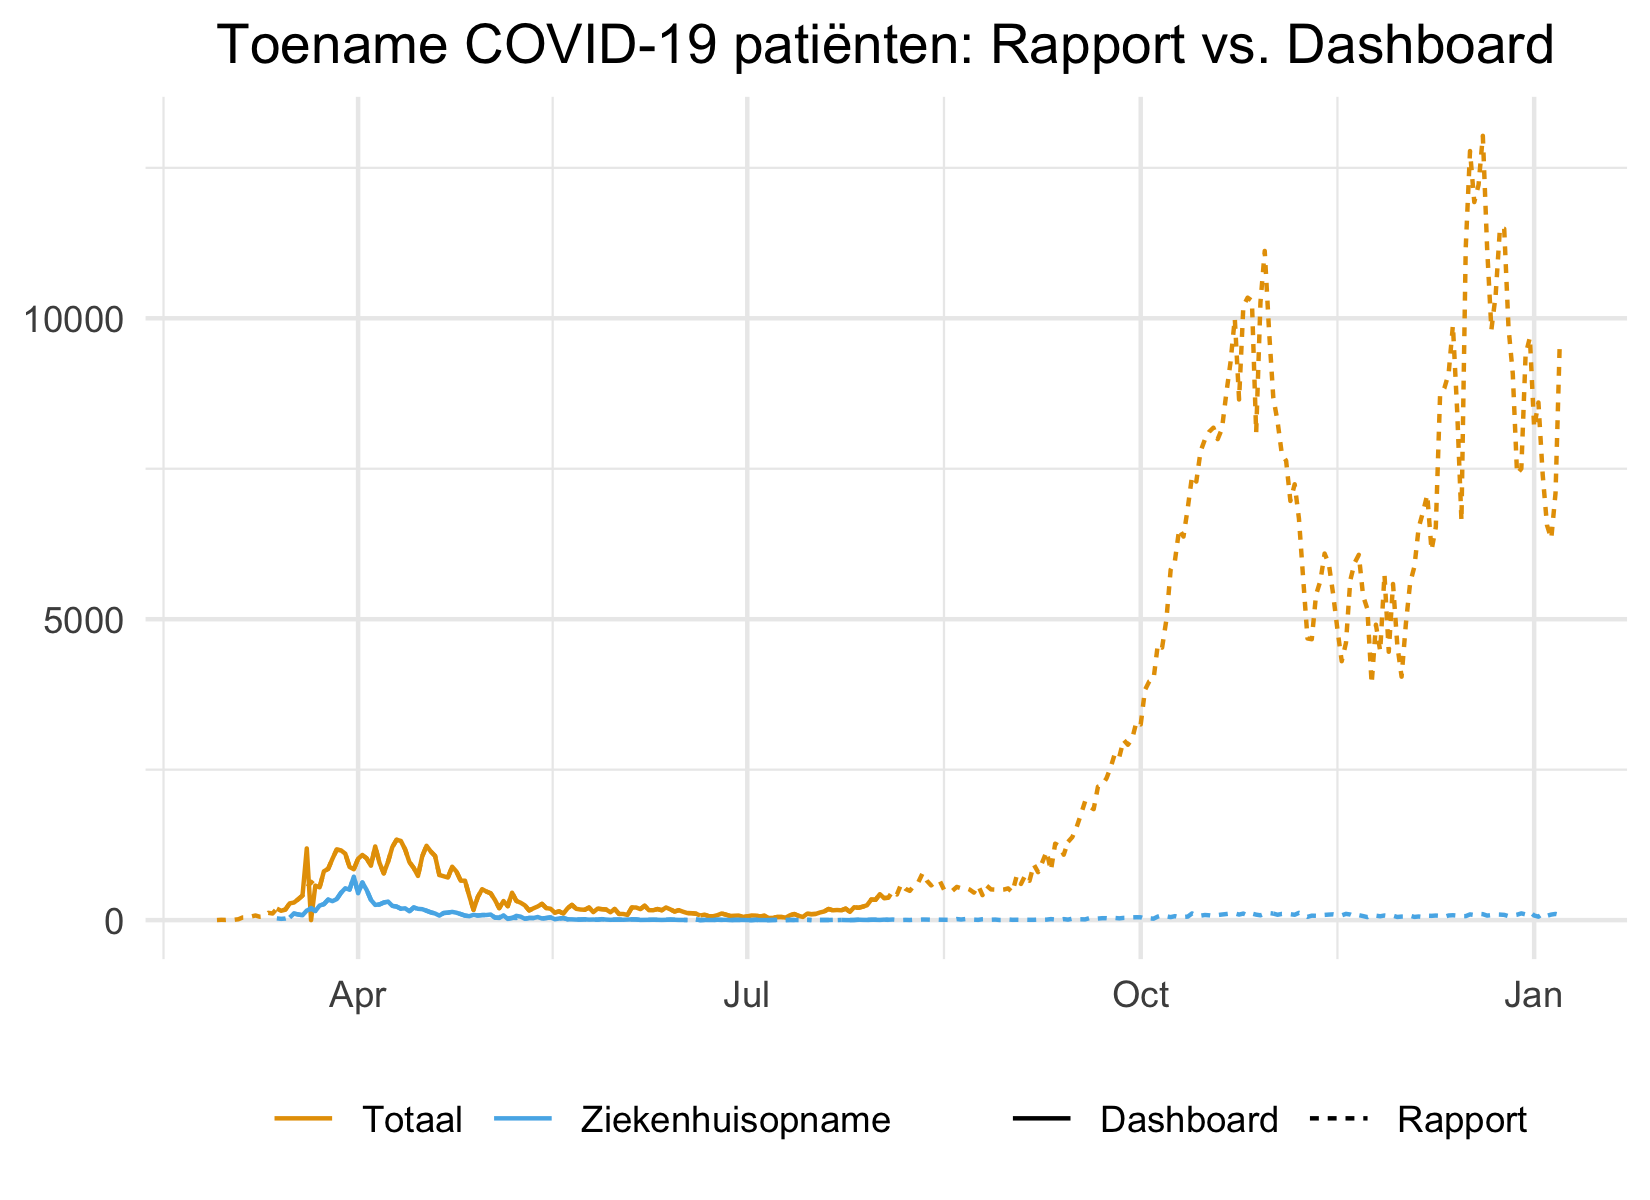 Toename COVID-19 patiënten: Rapport vs. Dashboard
10000
5000
0
Apr Jul Oct Jan
Totaal Ziekenhuisopname Dashboard Rapport